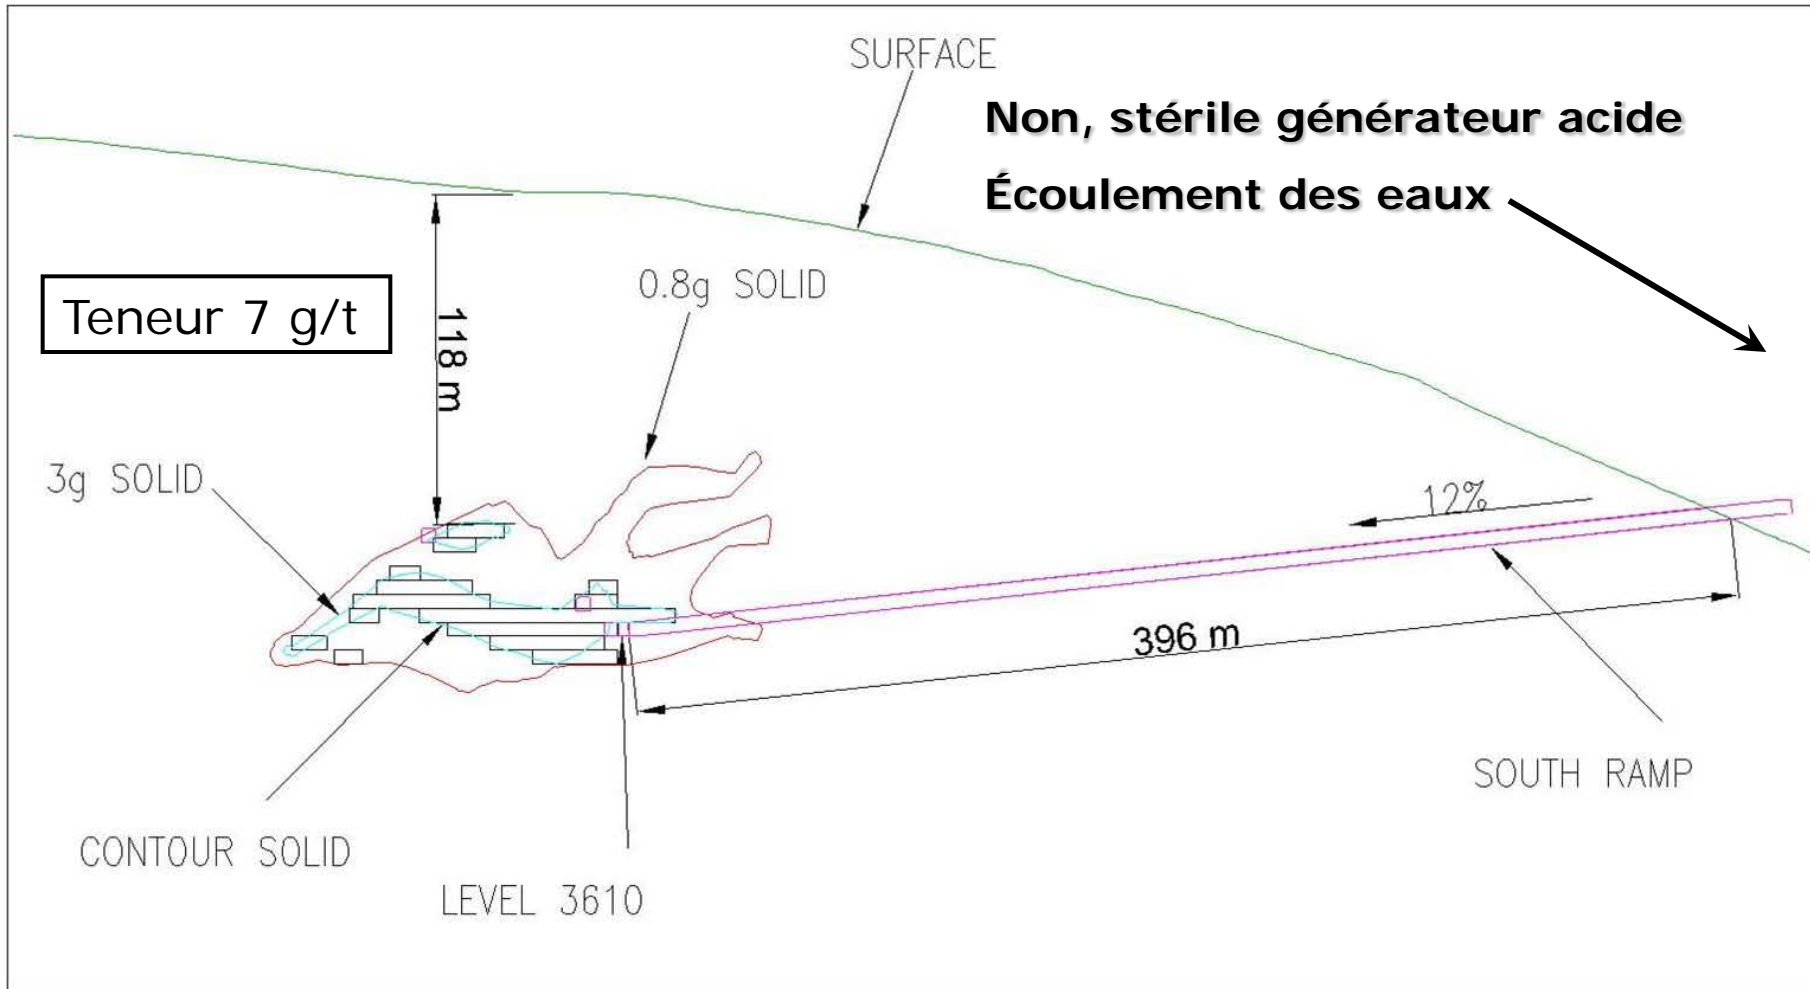 SURFACE
Non, stérile générateur acide
Écoulement des eaux
0.8g SOLID
Teneur 7 g/t
118 m
3g SOLID
12%
396 m
SOUTH RAMP
CONTOUR SOLID
LEVEL 3610